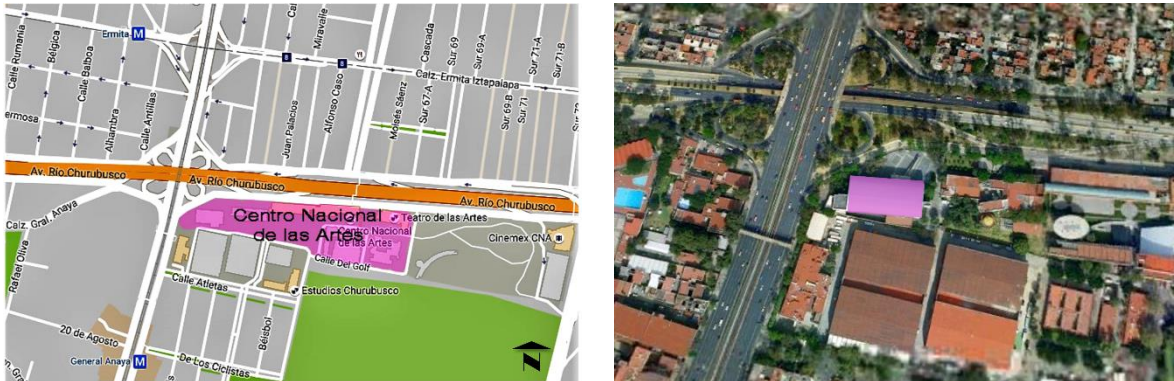 Ermita M
Miravalle
Cascada
Sur 69
Sur 69-A
Sur 71-A
Sur 71-B
Calle Rumania
Bélgica
Calle Balboa
8
8
Calz. Ermita Iztapalapa
Alhambra
Calle Antillas
Juan Palacios
Alfonso Caso
Moisés Sáenz
Sur 67-A
Sur 69-B
Sur 71
ermosa
Av. Río Churubusco
Av. Río Churubusco
Av. Río Churubusco
Calz. Gral. Anaya
Centro Nacional
de las Artes
Teatro de las Artes
Centro Nacional
de las Artes
Cinemex CNA
Rafael Oliva
Calle Del Golf
Calle Atletas
Estudios Churubusco
20 de Agosto
Béisbol
General Anaya M
De Los Ciclistas
N